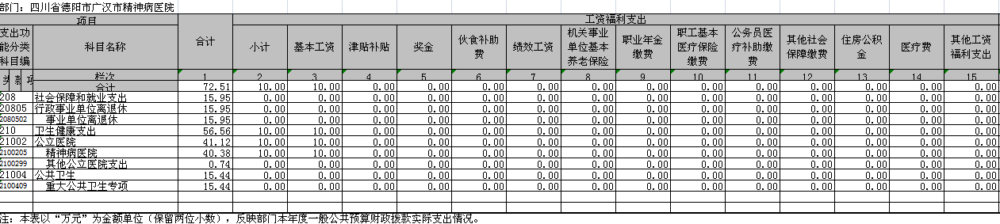 部门：四川省德阳市广汉市精神病医院
项目 合计 工资福利支出
支出功能分类科目编 科目名称 小计 基本工资 津贴补贴 奖金 伙食补助费 绩效工资 机关事业单位基本养老保险 职业年金缴费 职工基本医疗保险缴费 公务员医疗补助缴费 其他社会保障缴费 住房公积金 医疗费 其他工资福利支出
类 款 项 栏次 1 2 3 4 5 6 7 8 9 10 11 12 13 14 15
合计 72.51 10.00 10.00 0.00 0.00 0.00 0.00 0.00 0.00 0.00 0.00 0.00 0.00 0.00 0.00
208 社会保障和就业支出 15.95 0.00 0.00 0.00 0.00 0.00 0.00 0.00 0.00 0.00 0.00 0.00 0.00 0.00 0.00
20805 行政事业单位离退休 15.95 0.00 0.00 0.00 0.00 0.00 0.00 0.00 0.00 0.00 0.00 0.00 0.00 0.00 0.00
2080502 事业单位离退休 15.95 0.00 0.00 0.00 0.00 0.00 0.00 0.00 0.00 0.00 0.00 0.00 0.00 0.00 0.00
210 卫生健康支出 56.56 10.00 10.00 0.00 0.00 0.00 0.00 0.00 0.00 0.00 0.00 0.00 0.00 0.00 0.00
21002 公立医院 41.12 10.00 10.00 0.00 0.00 0.00 0.00 0.00 0.00 0.00 0.00 0.00 0.00 0.00 0.00
2100205 精神病医院 40.38 10.00 10.00 0.00 0.00 0.00 0.00 0.00 0.00 0.00 0.00 0.00 0.00 0.00 0.00
2100299 其他公立医院支出 0.74 0.00 0.00 0.00 0.00 0.00 0.00 0.00 0.00 0.00 0.00 0.00 0.00 0.00 0.00
21004 公共卫生 15.44 0.00 0.00 0.00 0.00 0.00 0.00 0.00 0.00 0.00 0.00 0.00 0.00 0.00 0.00
2100409 重大公共卫生专项 15.44 0.00 0.00 0.00 0.00 0.00 0.00 0.00 0.00 0.00 0.00 0.00 0.00 0.00 0.00
注：本表以“万元”为金额单位（保留两位小数），反映部门本年度一般公共预算财政拨款实际支出情况。